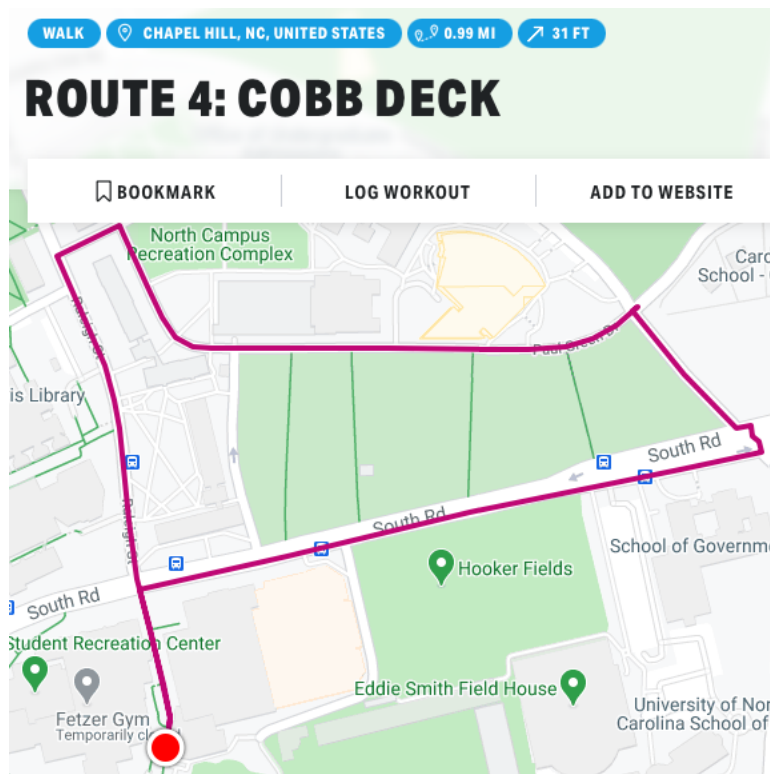 WALK
CHAPEL HILL, NC, UNITED STATES
0.99 MI
31 FT
ROUTE 4: COBB DECK
BOOKMARK
LOG WORKOUT
ADD TO WEBSITE
North Campus
Recreation Complex
Caro
School -
Raleigh St
Paul Green Dr
is Library
South Rd
South Rd
Raleigh St
School of Governme
Hooker Fields
South Rd
Student Recreation Center
Eddie Smith Field House
Fetzer Gym
Temporarily clo
University of Nor
Carolina School of